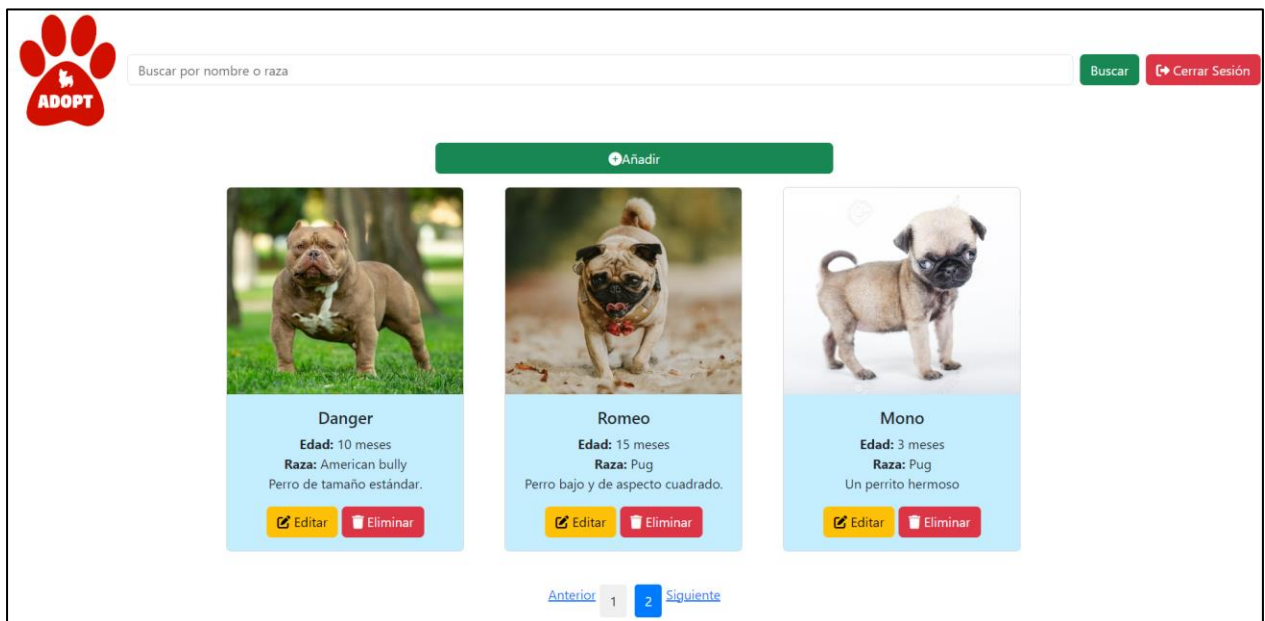 ADOPT
Buscar por nombre o raza
Buscar
Cerrar Sesión
Añadir
Danger
Edad: 10 meses
Raza: American bully
Perro de tamaño estándar.
Editar
Eliminar
Romeo
Edad: 15 meses
Raza: Pug
Perro bajo y de aspecto cuadrado.
Editar
Eliminar
Mono
Edad: 3 meses
Raza: Pug
Un perrito hermoso
Editar
Eliminar
Anterior 1 2 Siguiente